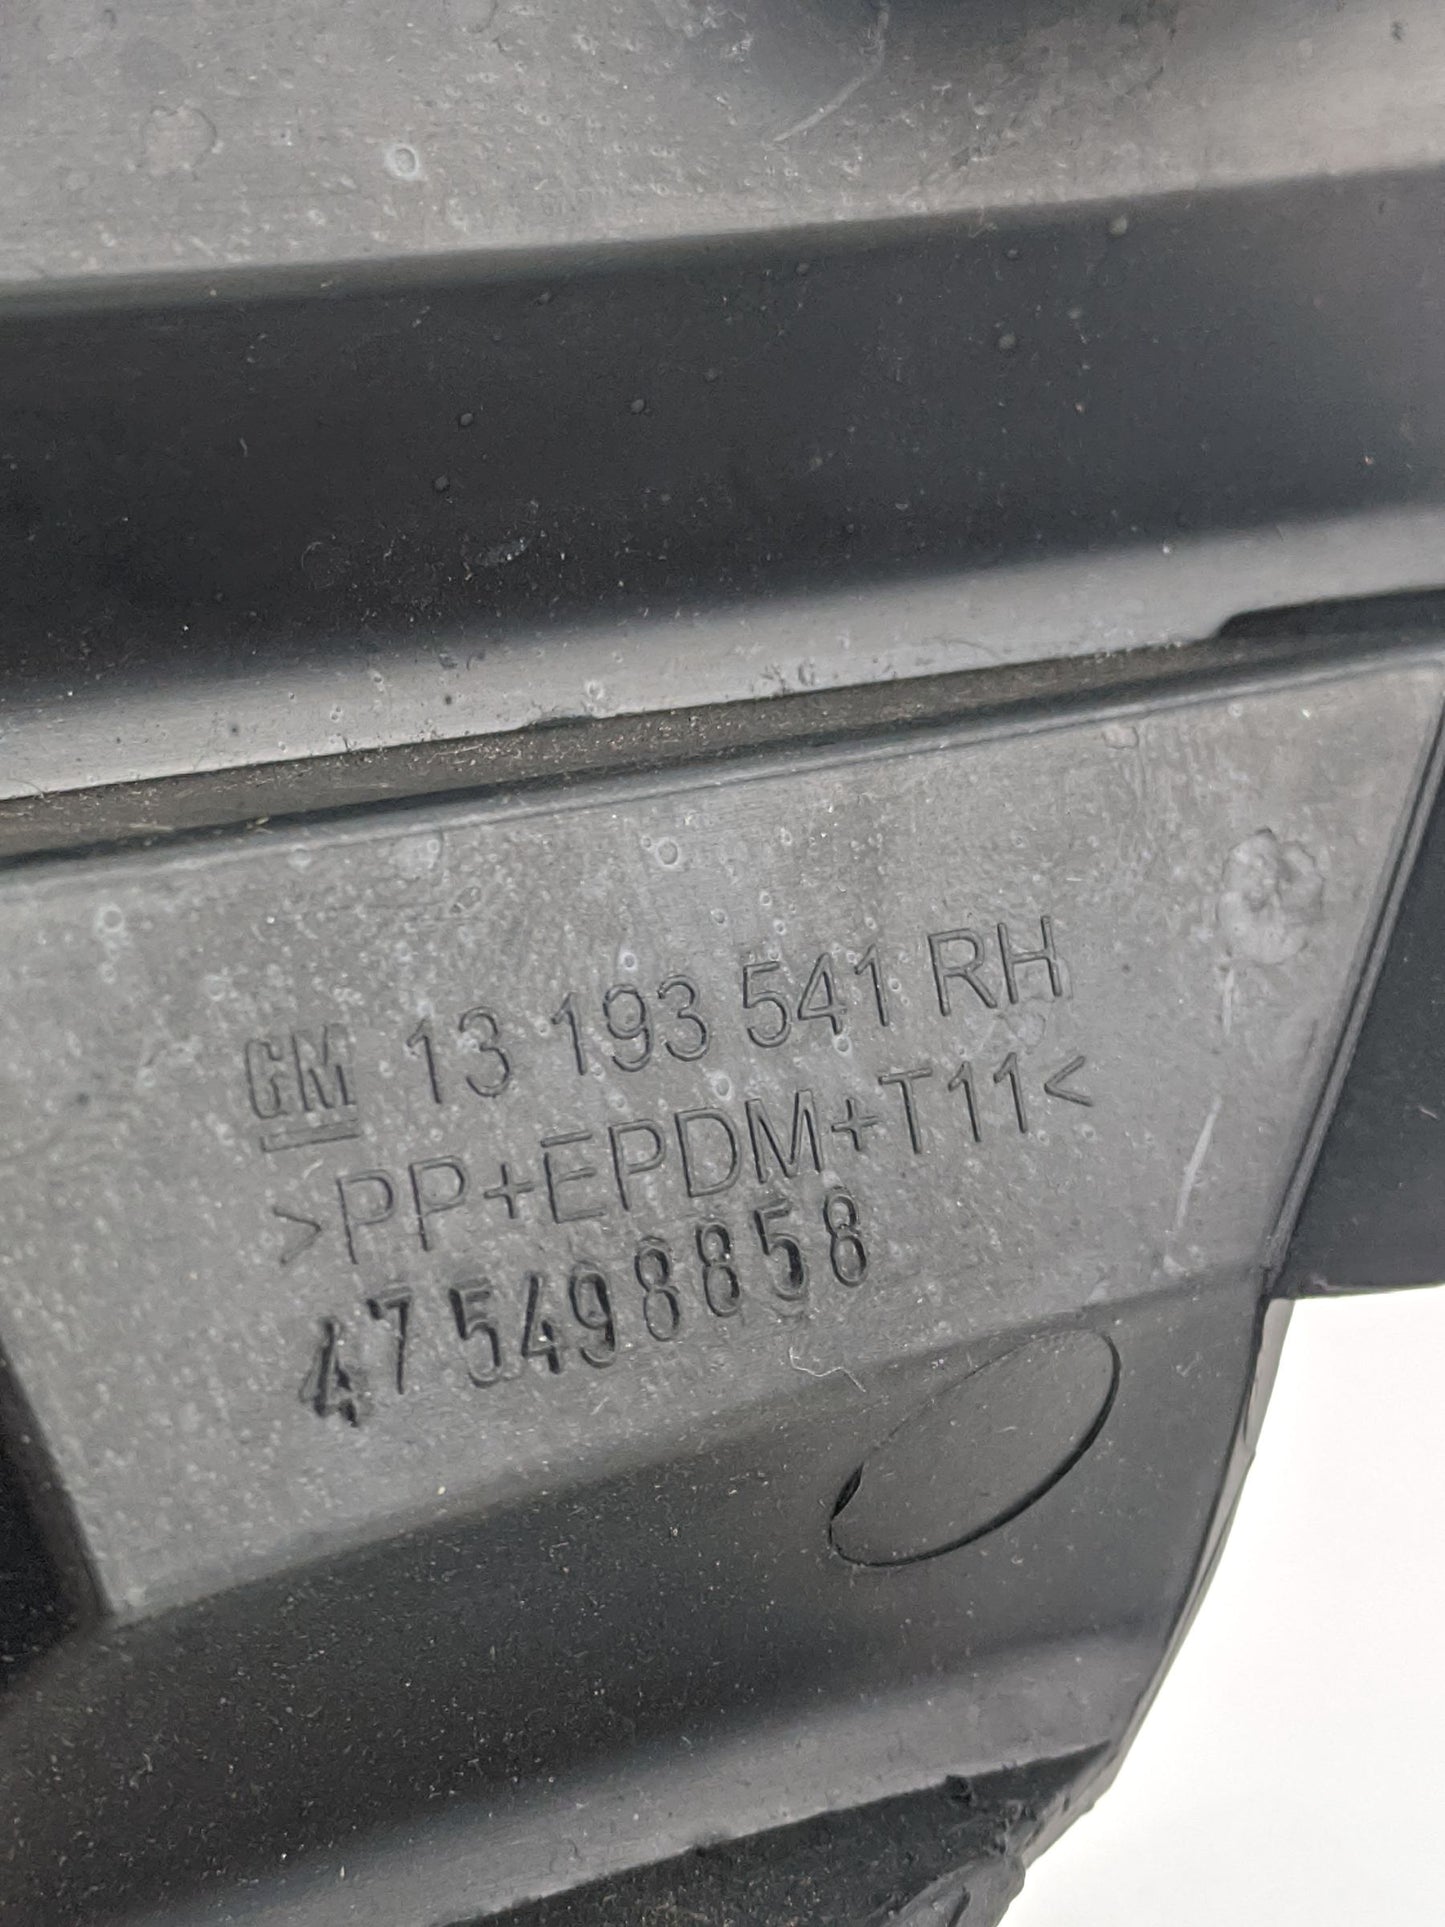 GM 13 193 541 RH
>PP+EPDM+T11<
475498858